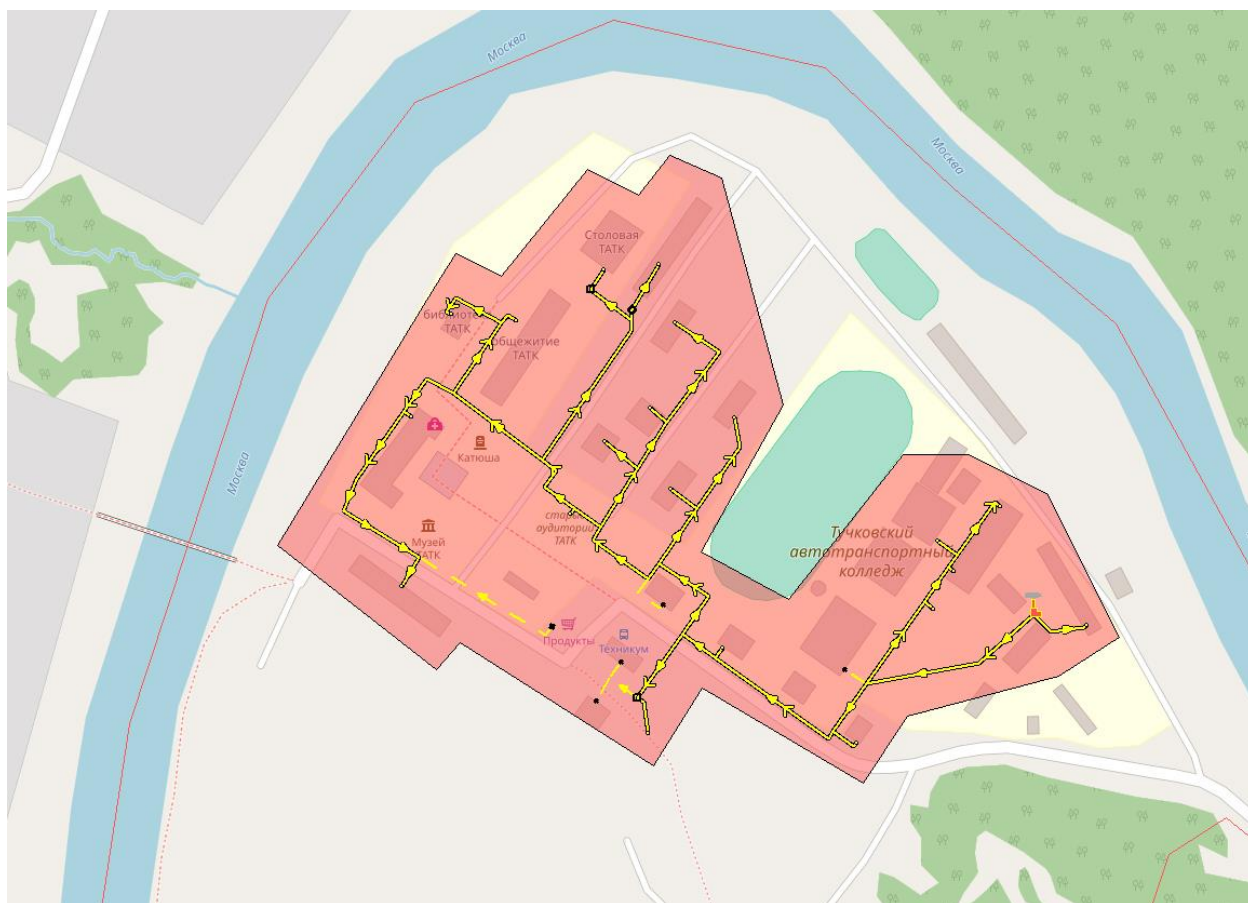 Москва
Москва
Столовая
ТАТК
ТАТК
общежитие
ТАТК
Катюша
Москва
Музей
ТАТК
аудитории
ТАТК
Тучковский
автотранспортный
колледж
Продукты
Техникум